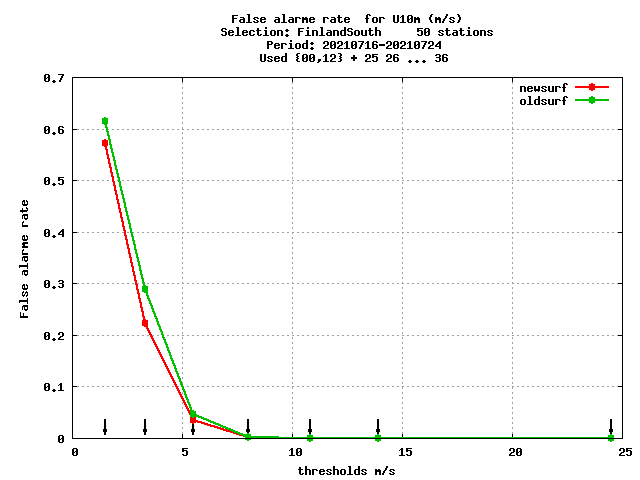 False alarme rate  for U10m (m/s)
Selection: FinlandSouth     50 stations
Period: 20210716-20210724
Used {00,12} + 25 26 ... 36
newsurf
oldsurf
0.7
0.6
0.5
0.4
0.3
0.2
0.1
0
False alarme rate
0 5 10 15 20 25
thresholds m/s